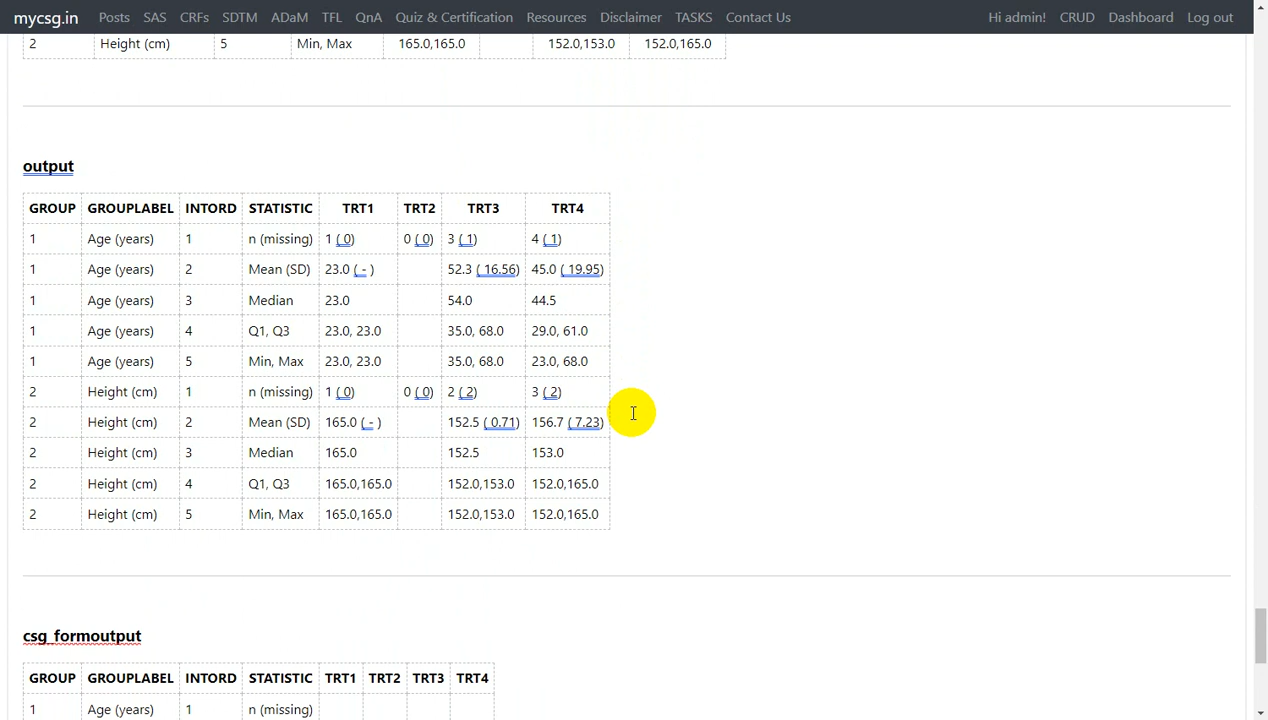 mycsg.in Posts SAS CRFs SDTM ADaM TFL QnA Quiz & Certification Resources Disclaimer TASKS Contact Us Hi admin! CRUD Dashboard Log out
2 Height (cm) 5 Min, Max 165.0,165.0 152.0,153.0 152.0,165.0
output
GROUP GROUPLABEL INTORD STATISTIC TRT1 TRT2 TRT3 TRT4
1 Age (years) 1 n (missing) 1 ( 0) 0 ( 0) 3 ( 1) 4 ( 1)
1 Age (years) 2 Mean (SD) 23.0 ( - ) 52.3 ( 16.56) 45.0 ( 19.95)
1 Age (years) 3 Median 23.0 54.0 44.5
1 Age (years) 4 Q1, Q3 23.0, 23.0 35.0, 68.0 29.0, 61.0
1 Age (years) 5 Min, Max 23.0, 23.0 35.0, 68.0 23.0, 68.0
2 Height (cm) 1 n (missing) 1 ( 0) 0 ( 0) 2 ( 2) 3 ( 2)
2 Height (cm) 2 Mean (SD) 165.0 ( - ) 152.5 ( 0.71) 156.7 ( 7.23)
2 Height (cm) 3 Median 165.0 152.5 153.0
2 Height (cm) 4 Q1, Q3 165.0,165.0 152.0,153.0 152.0,165.0
2 Height (cm) 5 Min, Max 165.0,165.0 152.0,153.0 152.0,165.0
csg_formoutput
GROUP GROUPLABEL INTORD STATISTIC TRT1 TRT2 TRT3 TRT4
1 Age (years) 1 n (missing)